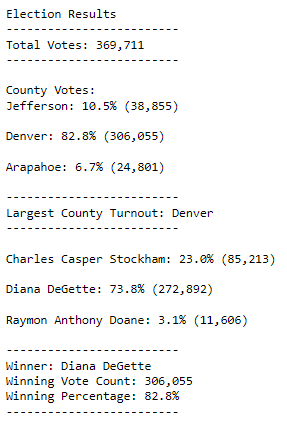 Election Results
-------------------------
Total Votes: 369,711
-------------------------
County Votes:
Jefferson: 10.5% (38,855)
Denver: 82.8% (306,055)
Arapahoe: 6.7% (24,801)
-------------------------
Largest County Turnout: Denver
-------------------------
Charles Casper Stockham: 23.0% (85,213)
Diana DeGette: 73.8% (272,892)
Raymon Anthony Doane: 3.1% (11,606)
-------------------------
Winner: Diana DeGette
Winning Vote Count: 306,055
Winning Percentage: 82.8%
-------------------------